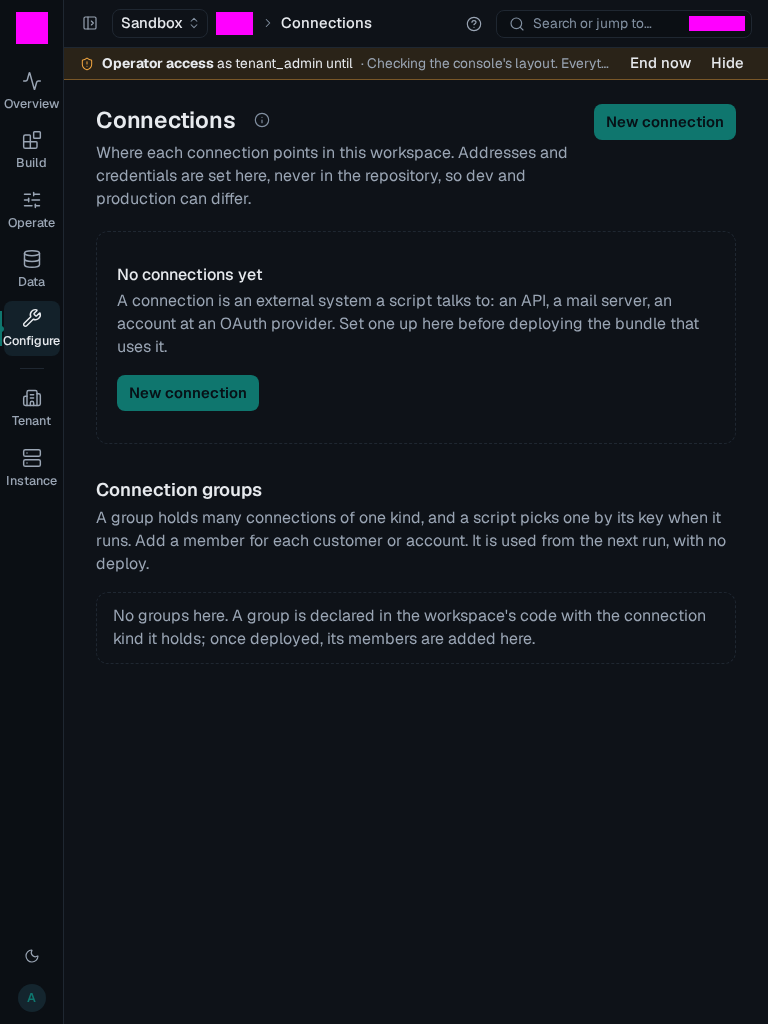 Sandbox
Connections
Search or jump to…
Operator access as tenant_admin until · Checking the console's layout. Everyt…
End now
Hide
Overview
Build
Operate
Data
Configure
Tenant
Instance
A
Connections
New connection
Where each connection points in this workspace. Addresses and
credentials are set here, never in the repository, so dev and
production can differ.
No connections yet
A connection is an external system a script talks to: an API, a mail server, an
account at an OAuth provider. Set one up here before deploying the bundle that
uses it.
New connection
Connection groups
A group holds many connections of one kind, and a script picks one by its key when it
runs. Add a member for each customer or account. It is used from the next run, with no
deploy.
No groups here. A group is declared in the workspace's code with the connection
kind it holds; once deployed, its members are added here.